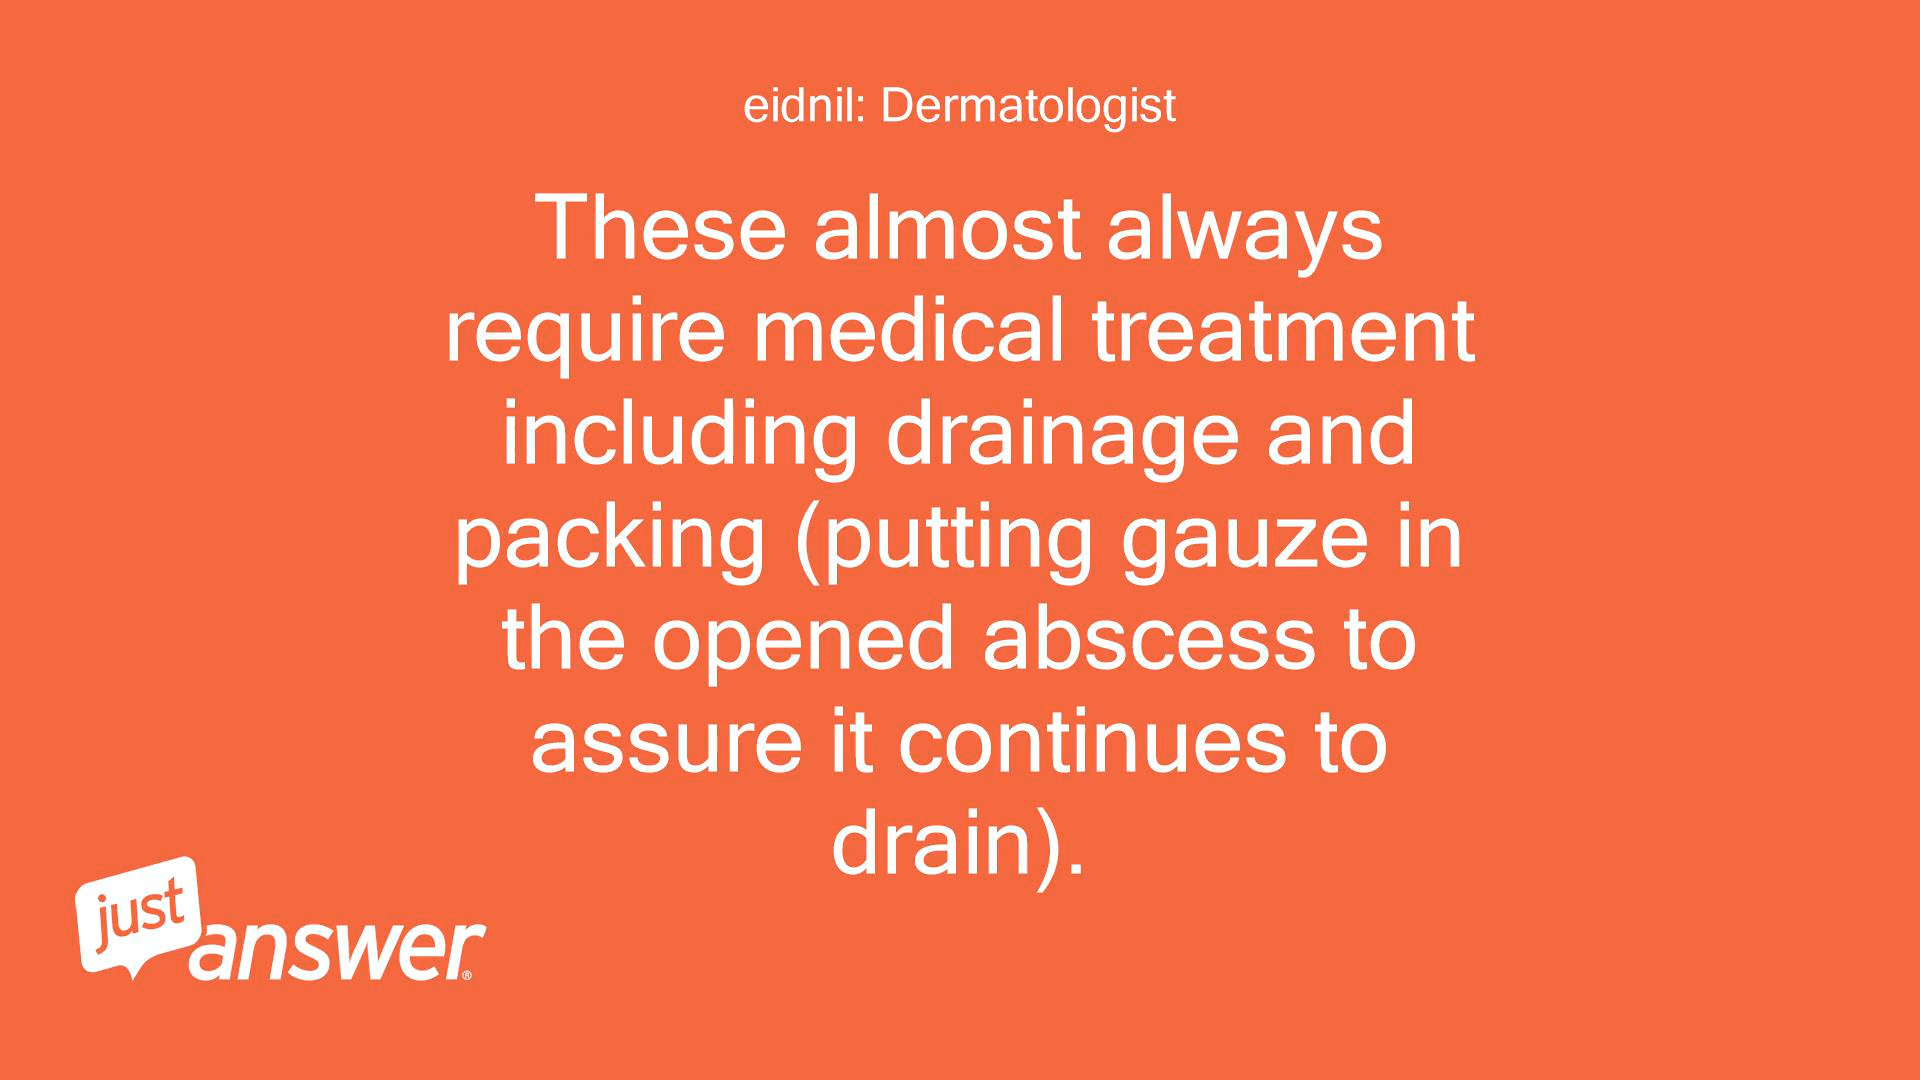 eidnil: Dermatologist
These almost always
require medical treatment
including drainage and
packing (putting gauze in
the opened abscess to
assure it continues to
drain).
just
answer®